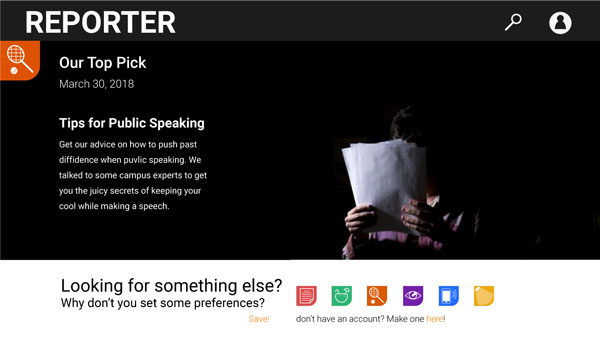 REPORTER
Our Top Pick
March 30, 2018
Tips for Public Speaking
Get our advice on how to push past
diffidence when puvlic speaking. We
talked to some campus experts to get
you the juicy secrets of keeping your
cool while making a speech.
Looking for something else?
Why don't you set some preferences?
Save!
don't have an account? Make one here!